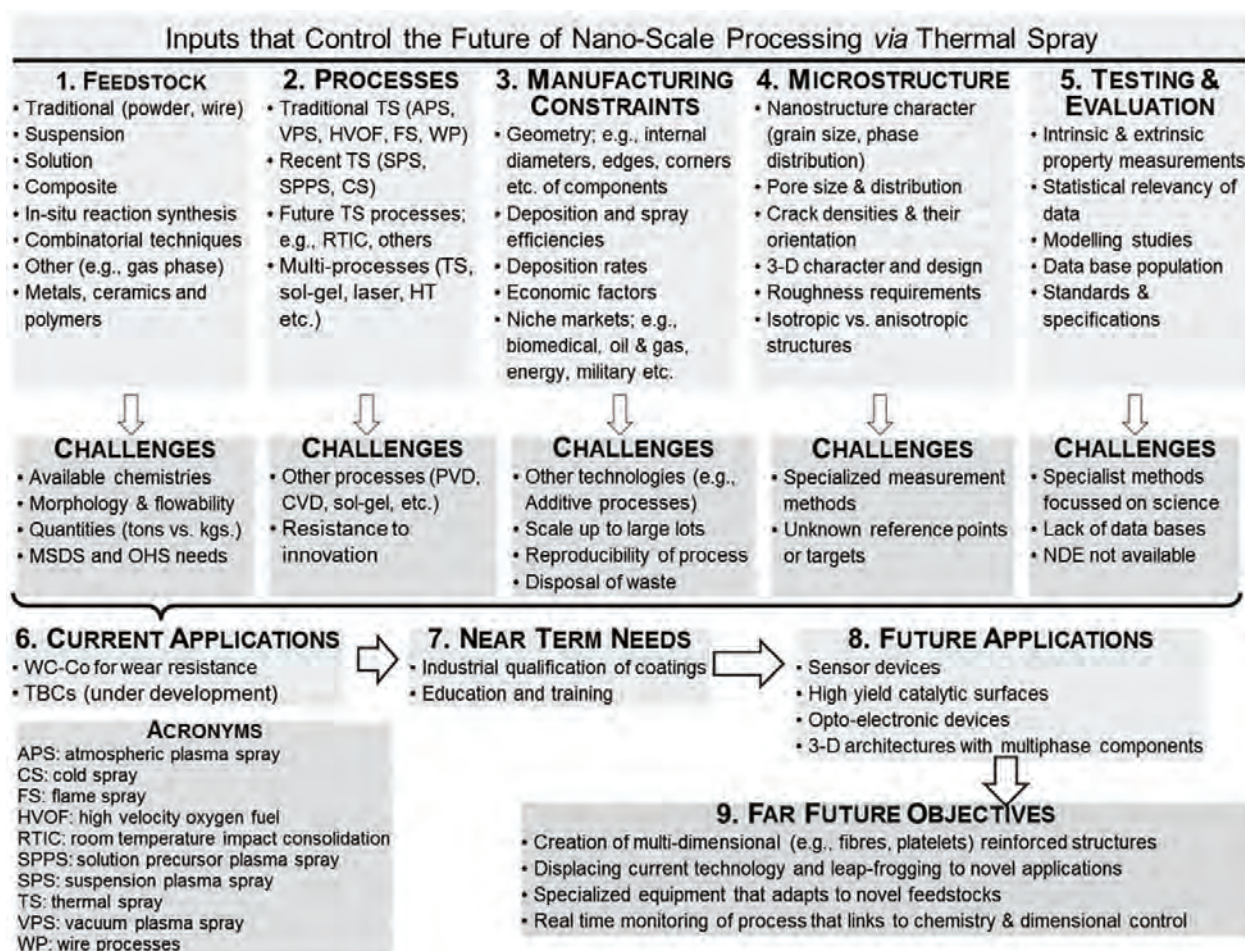 Inputs that Control the Future of Nano-Scale Processing via Thermal Spray
1. FEEDSTOCK
• Traditional (powder, wire)
• Suspension
• Solution
• Composite
• In-situ reaction synthesis
• Combinatorial techniques
• Other (e.g., gas phase)
• Metals, ceramics and
polymers
2. PROCESSES
• Traditional TS (APS,
VPS, HVOF, FS, WP)
• Recent TS (SPS,
SPPS, CS)
• Future TS processes;
e.g., RTIC, others
• Multi-processes (TS,
sol-gel, laser, HT
etc.)
3. MANUFACTURING
CONSTRAINTS
• Geometry; e.g., internal
diameters, edges, corners
etc. of components
• Deposition and spray
efficiencies
• Deposition rates
• Economic factors
• Niche markets; e.g.,
biomedical, oil & gas,
energy, military etc.
4. MICROSTRUCTURE
• Nanostructure character
(grain size, phase
distribution)
• Pore size & distribution
• Crack densities & their
orientation
• 3-D character and design
• Roughness requirements
• Isotropic vs. anisotropic
structures
5. TESTING &
EVALUATION
• Intrinsic & extrinsic
property measurements
• Statistical relevancy of
data
• Modelling studies
• Data base population
• Standards &
specifications
CHALLENGES
• Available chemistries
• Morphology & flowability
• Quantities (tons vs. kgs.)
• MSDS and OHS needs
CHALLENGES
• Other processes (PVD,
CVD, sol-gel, etc.)
• Resistance to
innovation
CHALLENGES
• Other technologies (e.g.,
Additive processes)
• Scale up to large lots
• Reproducibility of process
• Disposal of waste
CHALLENGES
• Specialized measurement
methods
• Unknown reference points
or targets
CHALLENGES
• Specialist methods
focussed on science
• Lack of data bases
• NDE not available
6. CURRENT APPLICATIONS
• WC-Co for wear resistance
• TBCs (under development)
7. NEAR TERM NEEDS
• Industrial qualification of coatings
• Education and training
8. FUTURE APPLICATIONS
• Sensor devices
• High yield catalytic surfaces
• Opto-electronic devices
• 3-D architectures with multiphase components
ACRONYMS
APS: atmospheric plasma spray
CS: cold spray
FS: flame spray
HVOF: high velocity oxygen fuel
RTIC: room temperature impact consolidation
SPPS: solution precursor plasma spray
SPS: suspension plasma spray
TS: thermal spray
VPS: vacuum plasma spray
WP: wire processes
9. FAR FUTURE OBJECTIVES
• Creation of multi-dimensional (e.g., fibres, platelets) reinforced structures
• Displacing current technology and leap-frogging to novel applications
• Specialized equipment that adapts to novel feedstocks
• Real time monitoring of process that links to chemistry & dimensional control